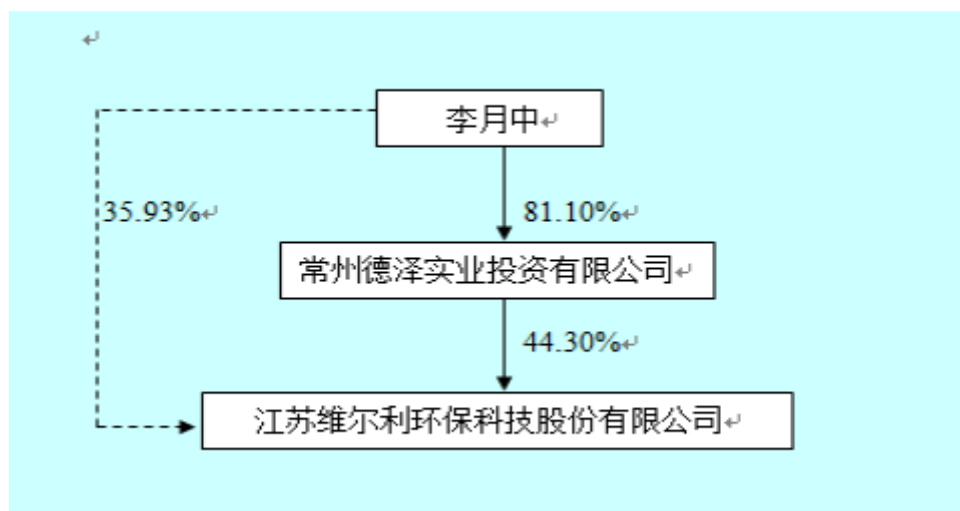 李月中
35.93%
81.10%
常州德泽实业投资有限公司
44.30%
江苏维尔利环保科技股份有限公司